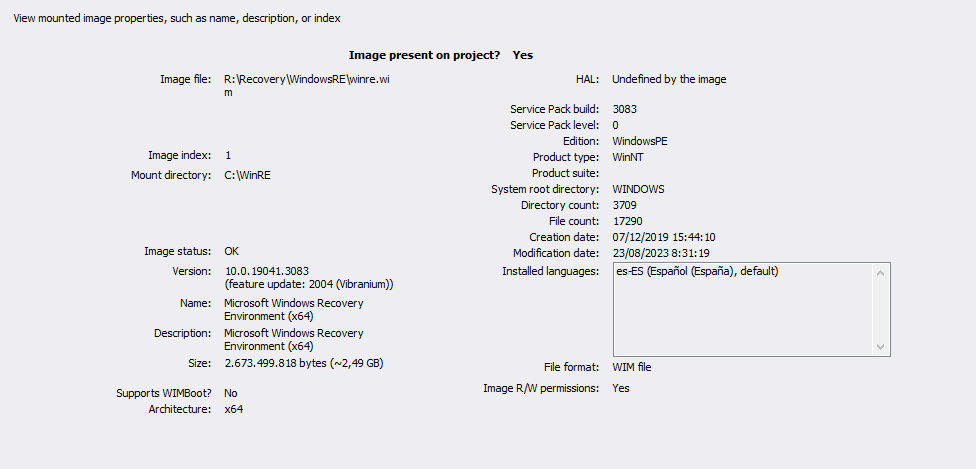 View mounted image properties, such as name, description, or index
Image present on project? Yes
Image file: R:\Recovery\WindowsRE\winre.wi
m
Image index: 1
Mount directory: C:\WinRE
Image status: OK
Version: 10.0.19041.3083
(feature update: 2004 (Vibranium))
Name: Microsoft Windows Recovery
Environment (x64)
Description: Microsoft Windows Recovery
Environment (x64)
Size: 2.673.499.818 bytes (~2,49 GB)
Supports WIMBoot? No
Architecture: x64
HAL: Undefined by the image
Service Pack build: 3083
Service Pack level: 0
Edition: WindowsPE
Product type: WinNT
Product suite:
System root directory: WINDOWS
Directory count: 3709
File count: 17290
Creation date: 07/12/2019 15:44:10
Modification date: 23/08/2023 8:31:19
Installed languages: es-ES (Español (España), default)
File format: WIM file
Image R/W permissions: Yes